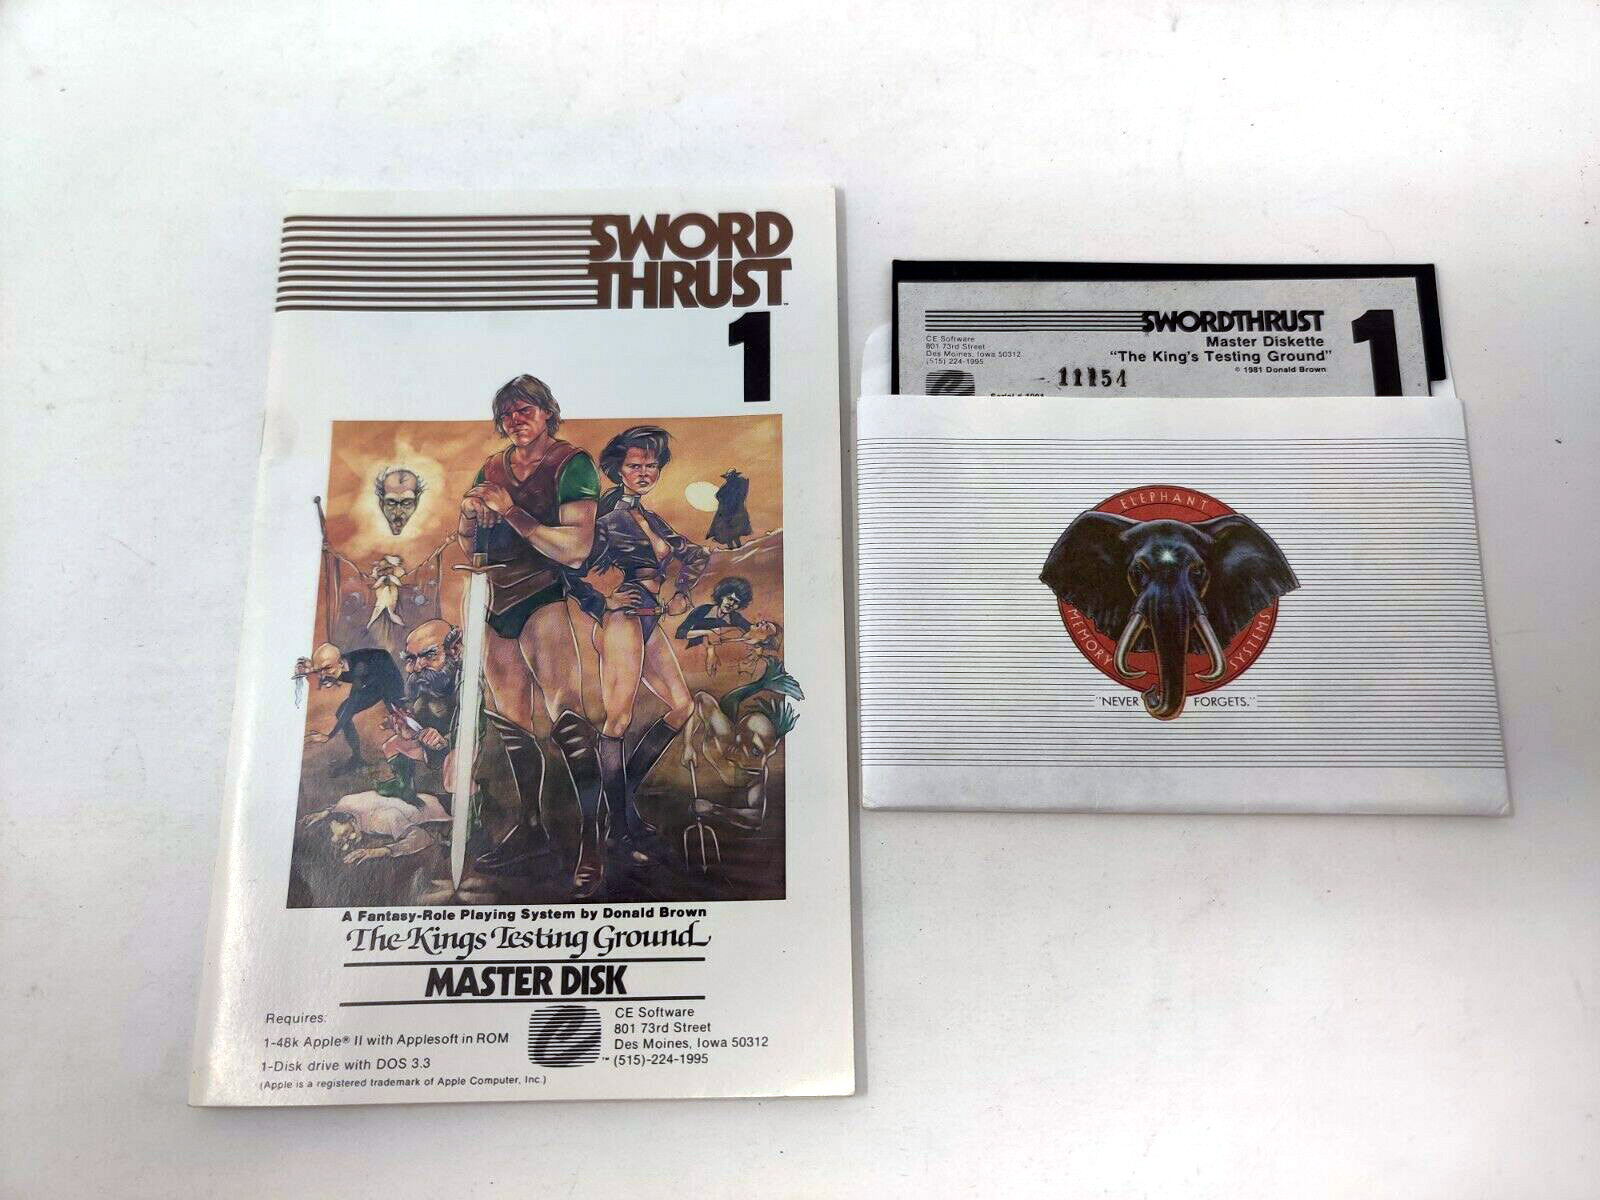 SWORD
THRUST™
1
A Fantasy-Role Playing System by Donald Brown
The Kings Testing Ground
MASTER DISK
Requires:
1-48k Apple® II with Applesoft in ROM
1-Disk drive with DOS 3.3
(Apple is a registered trademark of Apple Computer, Inc.)
™
CE Software
801 73rd Street
Des Moines, Iowa 50312
(515)-224-1995
SWORDTHRUST
Master Diskette
"The King's Testing Ground"
© 1981 Donald Brown
1
CE Software
801 73rd Street
Des Moines, Iowa 50312
(515) 224-1995
11154
ELEPHANT
MEMORY
SYSTEMS
"NEVER FORGETS."